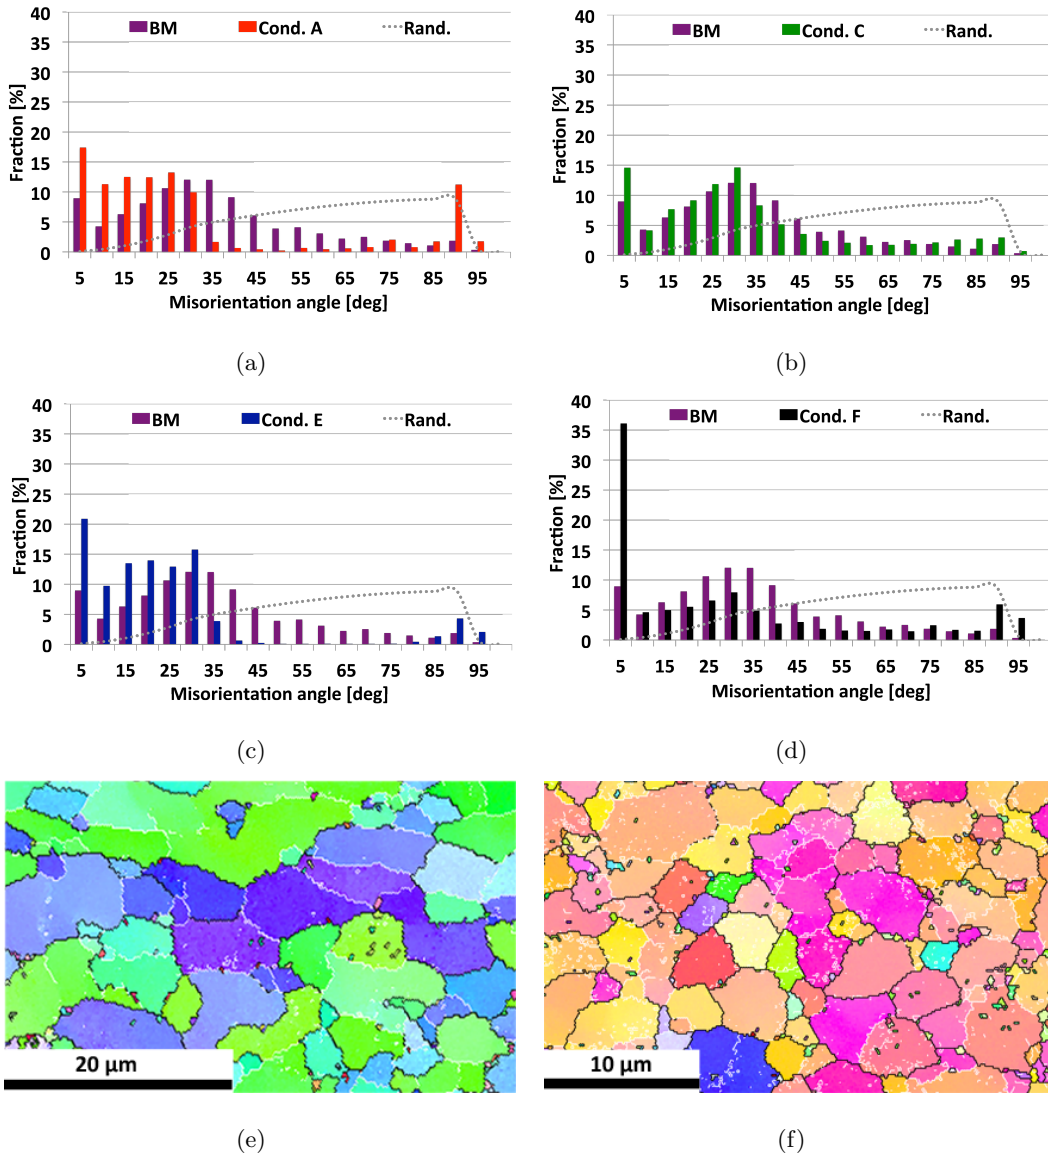 BM Cond. A Rand.
40
35
30
25
20
15
10
5
0
Fraction [%]
5 15 25 35 45 55 65 75 85 95
Misorientation angle [deg]
(a)
BM Cond. C Rand.
40
35
30
25
20
15
10
5
0
Fraction [%]
5 15 25 35 45 55 65 75 85 95
Misorientation angle [deg]
(b)
BM Cond. E Rand.
40
35
30
25
20
15
10
5
0
Fraction [%]
5 15 25 35 45 55 65 75 85 95
Misorientation angle [deg]
(c)
BM Cond. F Rand.
40
35
30
25
20
15
10
5
0
Fraction [%]
5 15 25 35 45 55 65 75 85 95
Misorientation angle [deg]
(d)
20 µm
(e)
10 µm
(f)